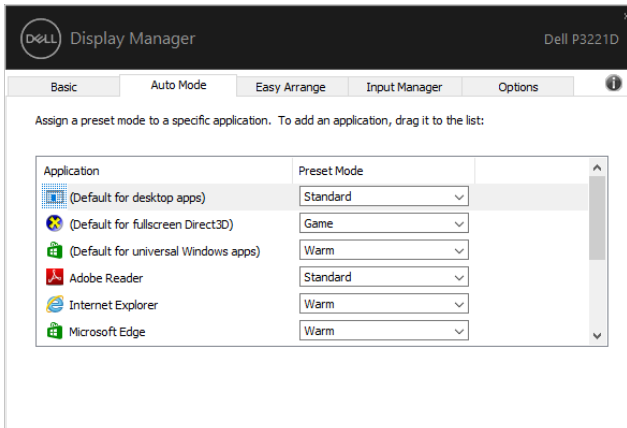 DELL Display Manager Dell P3221D
Basic Auto Mode Easy Arrange Input Manager Options
Assign a preset mode to a specific application. To add an application, drag it to the list:
Application Preset Mode
(Default for desktop apps) Standard
(Default for fullscreen Direct3D) Game
(Default for universal Windows apps) Warm
Adobe Reader Standard
Internet Explorer Warm
Microsoft Edge Warm